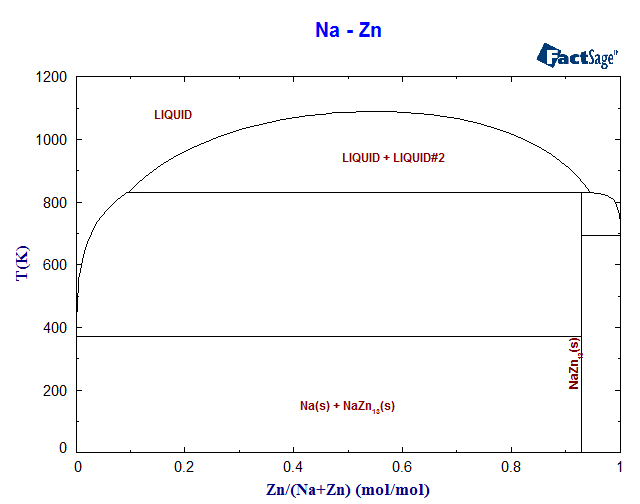 Na - Zn
FactSage™
LIQUID
LIQUID + LIQUID#2
Na(s) + NaZn₁₃(s)
NaZn₁₃(s)
T(K)
1200
1000
800
600
400
200
0
0
0.2
0.4
0.6
0.8
1
Zn/(Na+Zn) (mol/mol)